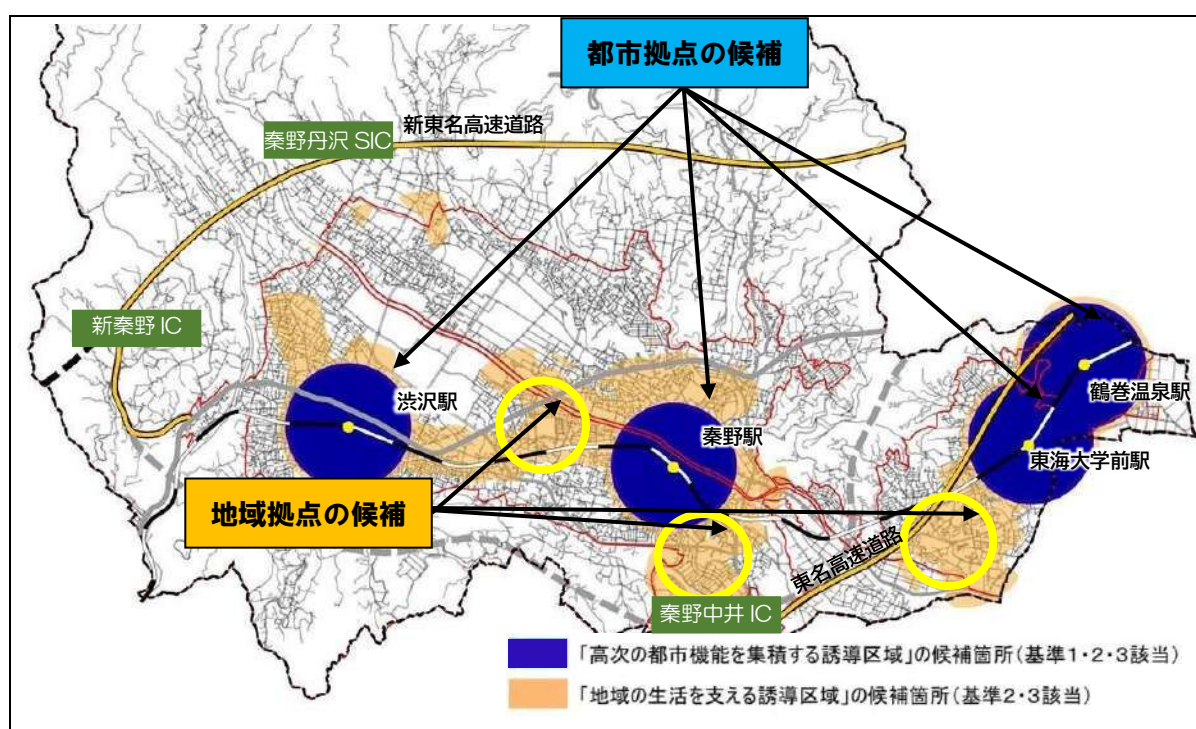 都市拠点の候補
新東名高速道路
秦野丹沢 SIC
新秦野 IC
渋沢駅
秦野駅
鶴巻温泉駅
東海大学前駅
地域拠点の候補
東名高速道路
秦野中井 IC
「高次の都市機能を集積する誘導区域」の候補箇所(基準1・2・3該当)
「地域の生活を支える誘導区域」の候補箇所(基準2・3該当)